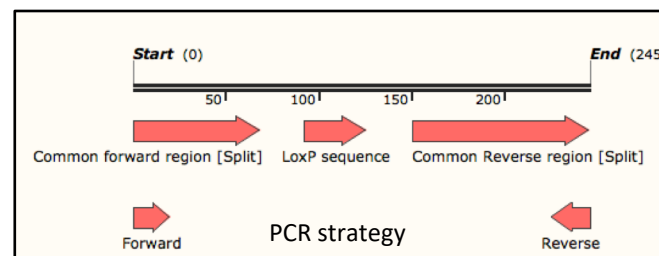 Start (0) End (245
50 100 150 200
Common forward region [Split] LoxP sequence Common Reverse region [Split]
Forward PCR strategy Reverse